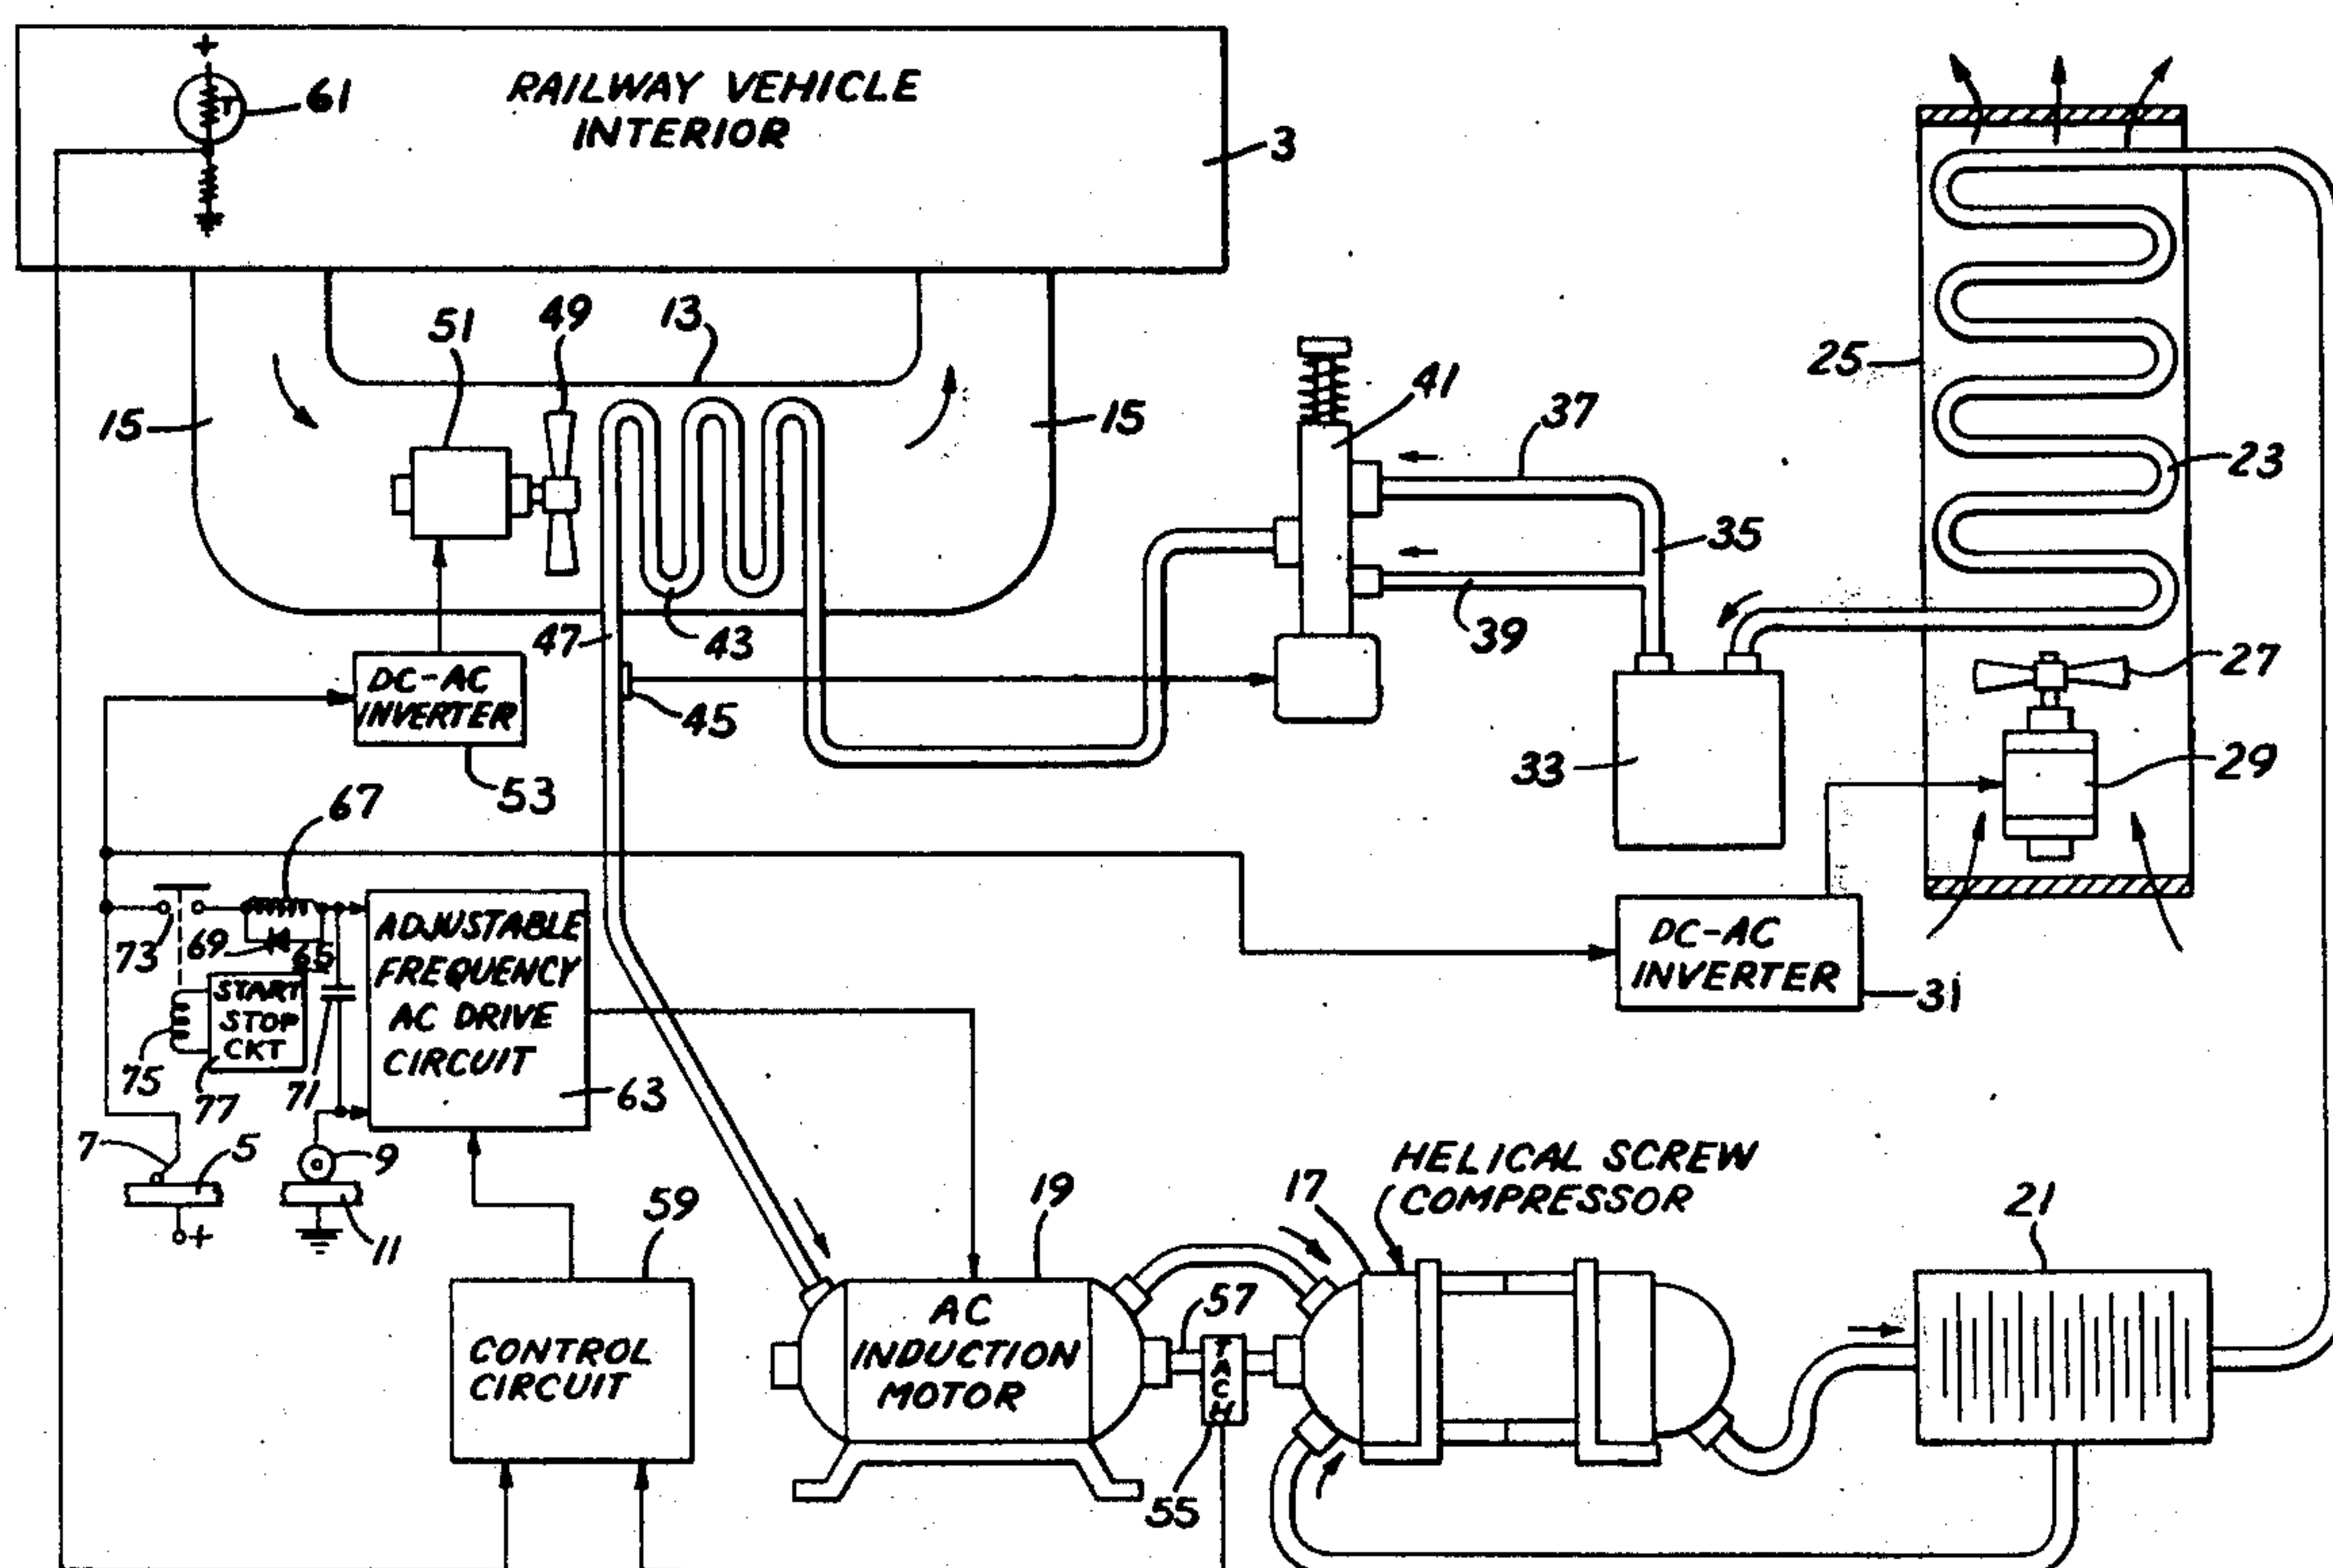 +
61
RAILWAY VEHICLE
INTERIOR
3
T
51
49
13
15
15
41
37
25
23
35
39
47
43
45
27
DC-AC
INVERTER
53
33
29
67
73
69
65
ADJUSTABLE
FREQUENCY
AC DRIVE
CIRCUIT
63
START
STOP
CKT
75
77
71
DC-AC
INVERTER
31
7
5
9
+
11
59
19
17
HELICAL SCREW
COMPRESSOR
21
CONTROL
CIRCUIT
AC
INDUCTION
MOTOR
57
TACH
55